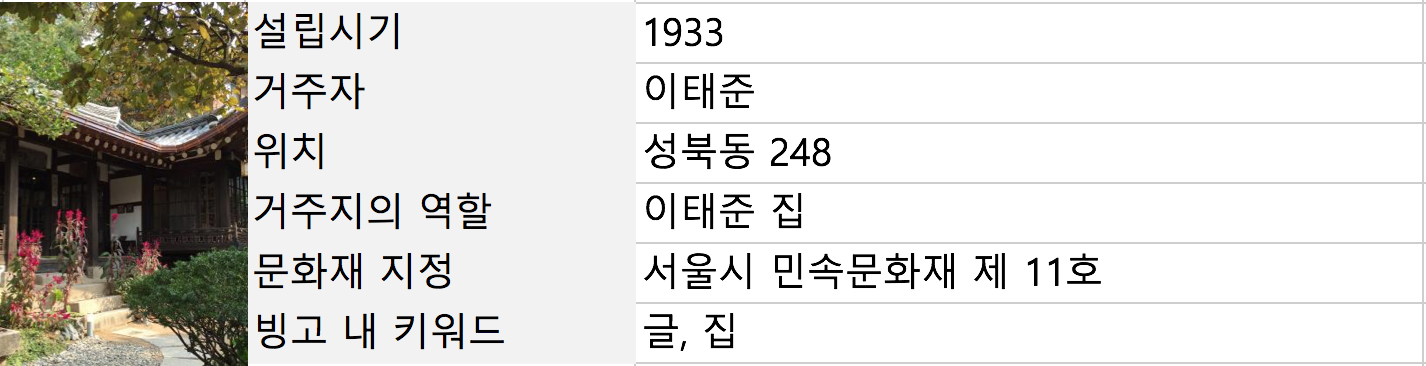 설립시기 1933
거주자 이태준
위치 성북동 248
거주지의 역할 이태준 집
문화재 지정 서울시 민속문화재 제 11호
빙고 내 키워드 글, 집